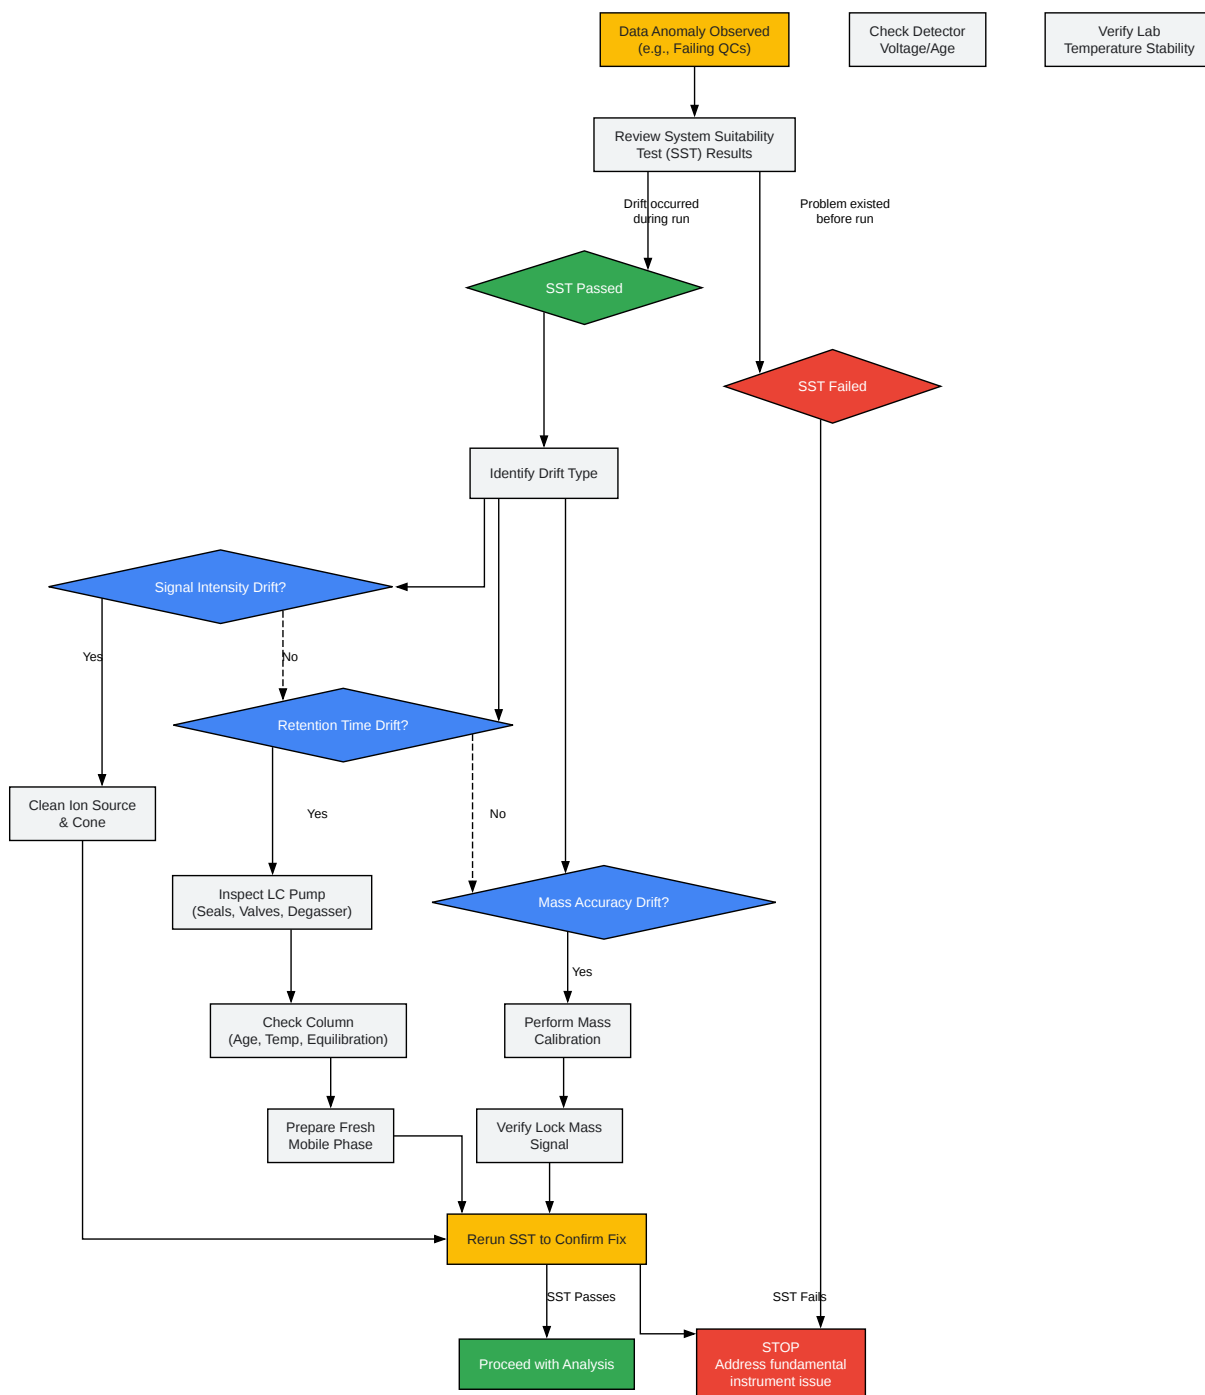 Data Anomaly Observed
(e.g., Failing QCs)
Check Detector
Voltage/Age
Verify Lab
Temperature Stability
Review System Suitability
Test (SST) Results
Drift occurred
during run
Problem existed
before run
SST Passed
SST Failed
Identify Drift Type
Signal Intensity Drift?
Yes
No
Retention Time Drift?
Clean Ion Source
& Cone
Yes
No
Inspect LC Pump
(Seals, Valves, Degasser)
Mass Accuracy Drift?
Yes
Check Column
(Age, Temp, Equilibration)
Perform Mass
Calibration
Prepare Fresh
Mobile Phase
Verify Lock Mass
Signal
Rerun SST to Confirm Fix
SST Passes
SST Fails
Proceed with Analysis
STOP
Address fundamental
instrument issue